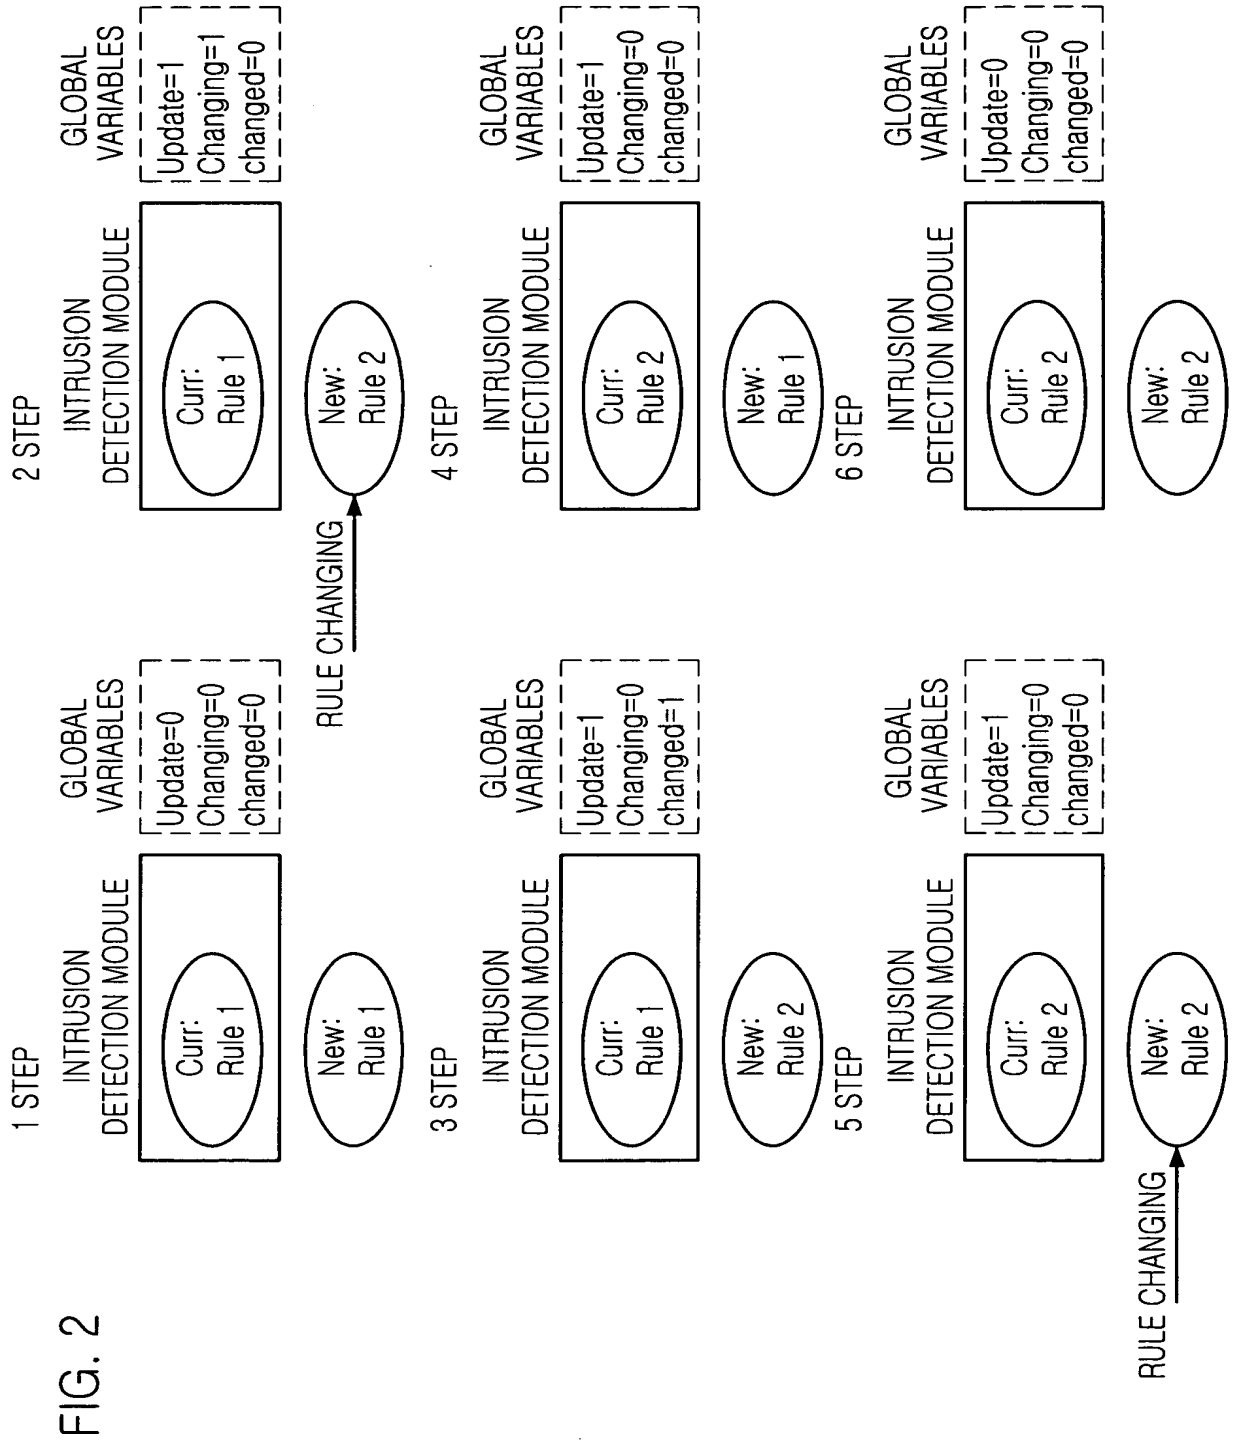 FIG. 2
1 STEP
INTRUSION
DETECTION MODULE
GLOBAL
VARIABLES
Curr:
Rule 1
Update=0
Changing=0
changed=0
New:
Rule 1
2 STEP
INTRUSION
DETECTION MODULE
GLOBAL
VARIABLES
Curr:
Rule 1
Update=1
Changing=1
changed=0
RULE CHANGING
New:
Rule 2
3 STEP
INTRUSION
DETECTION MODULE
GLOBAL
VARIABLES
Curr:
Rule 1
Update=1
Changing=0
changed=1
New:
Rule 2
4 STEP
INTRUSION
DETECTION MODULE
GLOBAL
VARIABLES
Curr:
Rule 2
Update=1
Changing=0
changed=0
New:
Rule 1
5 STEP
INTRUSION
DETECTION MODULE
GLOBAL
VARIABLES
Curr:
Rule 2
Update=1
Changing=0
changed=0
RULE CHANGING
New:
Rule 2
6 STEP
INTRUSION
DETECTION MODULE
GLOBAL
VARIABLES
Curr:
Rule 2
Update=0
Changing=0
changed=0
New:
Rule 2